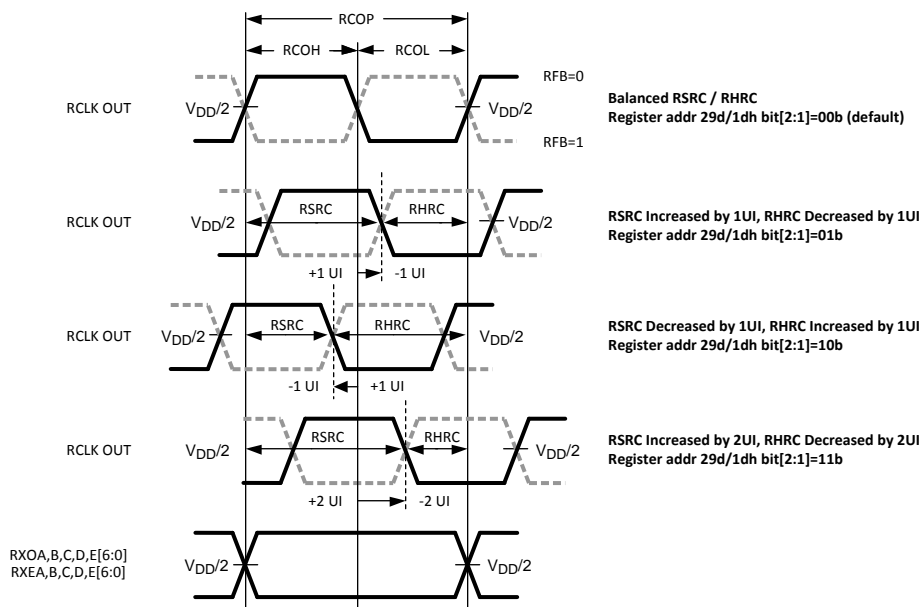 RCOP
RCOH RCOL
RFB=0
RCLK OUT VDD/2 VDD/2
RFB=1
Balanced RSRC / RHRC
Register addr 29d/1dh bit[2:1]=00b (default)
RCLK OUT VDD/2 RSRC RHRC VDD/2
+1 UI -1 UI
RSRC Increased by 1UI, RHRC Decreased by 1UI
Register addr 29d/1dh bit[2:1]=01b
RCLK OUT VDD/2 RSRC RHRC VDD/2
-1 UI +1 UI
RSRC Decreased by 1UI, RHRC Increased by 1UI
Register addr 29d/1dh bit[2:1]=10b
RCLK OUT VDD/2 RSRC RHRC VDD/2
+2 UI -2 UI
RSRC Increased by 2UI, RHRC Decreased by 2UI
Register addr 29d/1dh bit[2:1]=11b
RXOA,B,C,D,E[6:0]
RXEA,B,C,D,E[6:0]
VDD/2 VDD/2